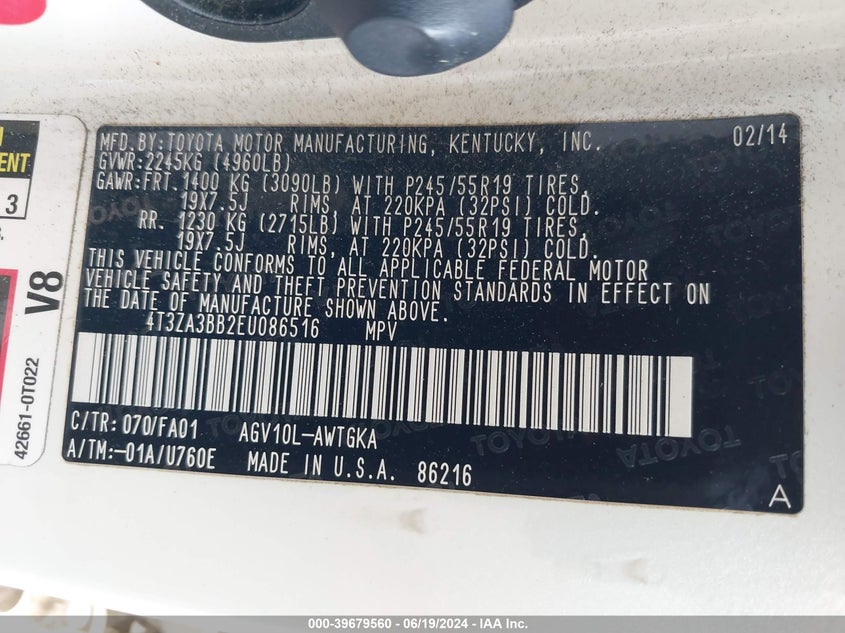 MFD.BY:TOYOTA MOTOR MANUFACTURING, KENTUCKY, INC. 02/14
GVWR:2245KG (4960LB)
GAWR:FRT. 1400 KG (3090LB) WITH P245/55R19 TIRES,
19X7.5J RIMS, AT 220KPA (32PSI) COLD.
RR. 1230 KG (2715LB) WITH P245/55R19 TIRES,
19X7.5J RIMS, AT 220KPA (32PSI) COLD.
THIS VEHICLE CONFORMS TO ALL APPLICABLE FEDERAL MOTOR
VEHICLE SAFETY AND THEFT PREVENTION STANDARDS IN EFFECT ON
THE DATE OF MANUFACTURE SHOWN ABOVE.
4T3ZA3BB2EU086516 MPV
C/TR: 070/FA01 AGV10L-AWTGKA
A/TM:-01A/U760E MADE IN U.S.A. 86216
A
3
V8
42661-0T022
000-39679560 - 06/19/2024 - IAA Inc.